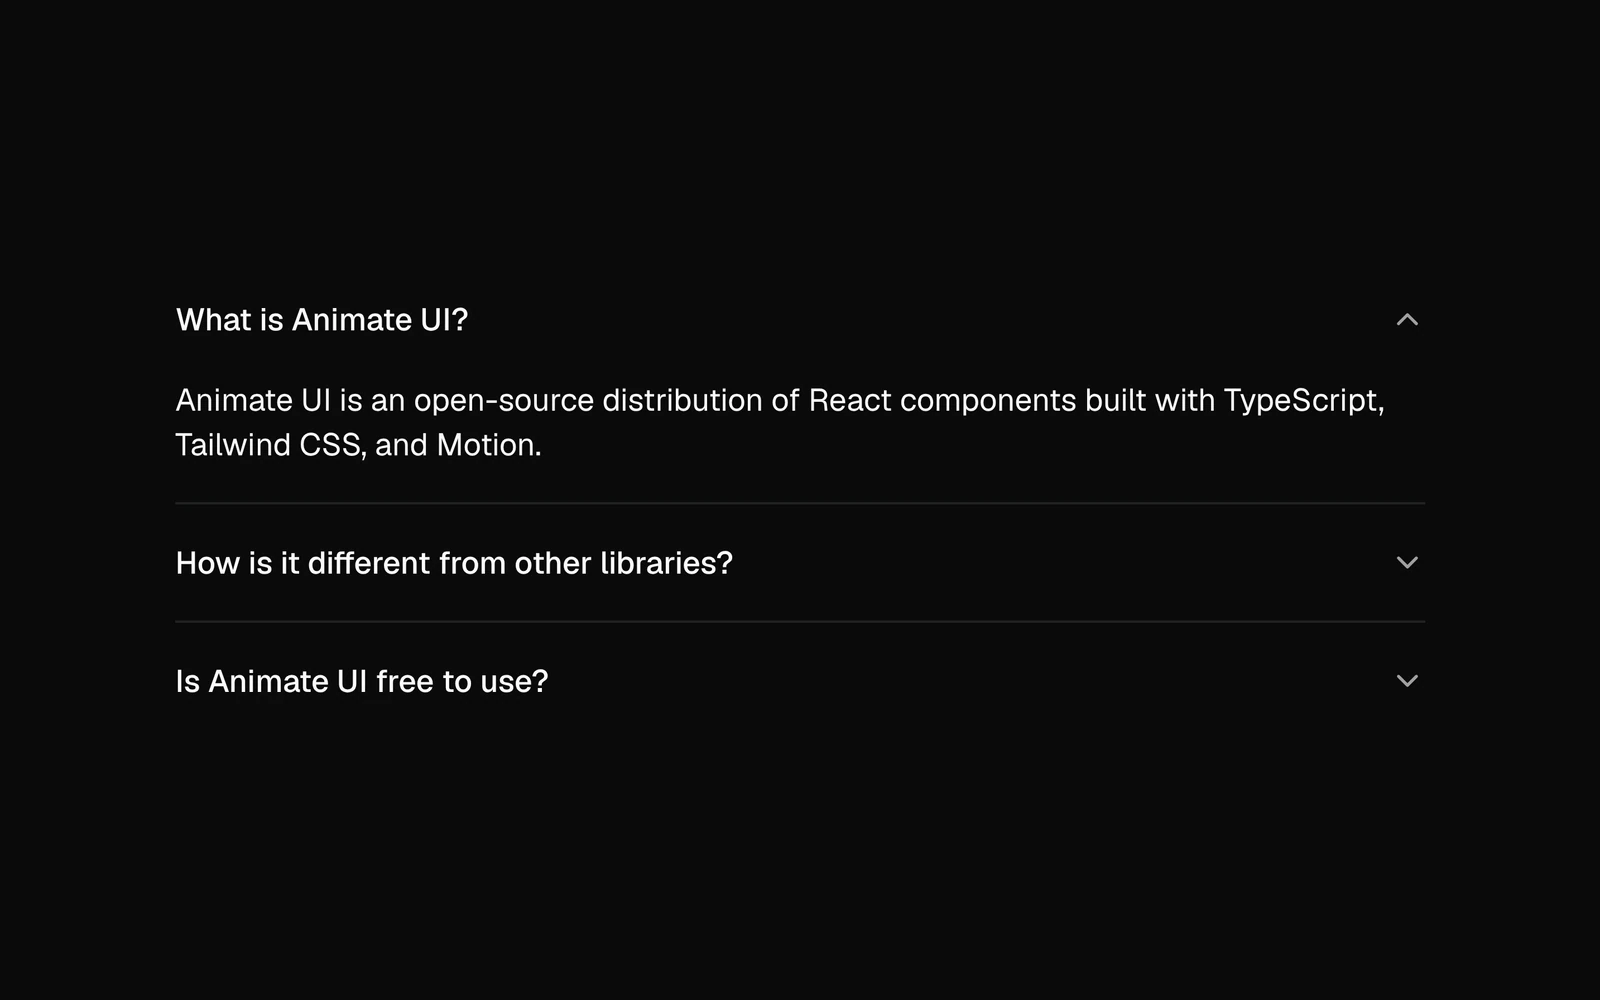 What is Animate UI?
Animate UI is an open-source distribution of React components built with TypeScript,
Tailwind CSS, and Motion.
How is it different from other libraries?
Is Animate UI free to use?